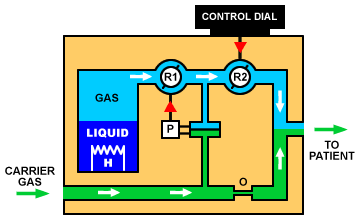 CONTROL DIAL
R1
R2
GAS
LIQUID
H
P
TO
PATIENT
CARRIER
GAS
O